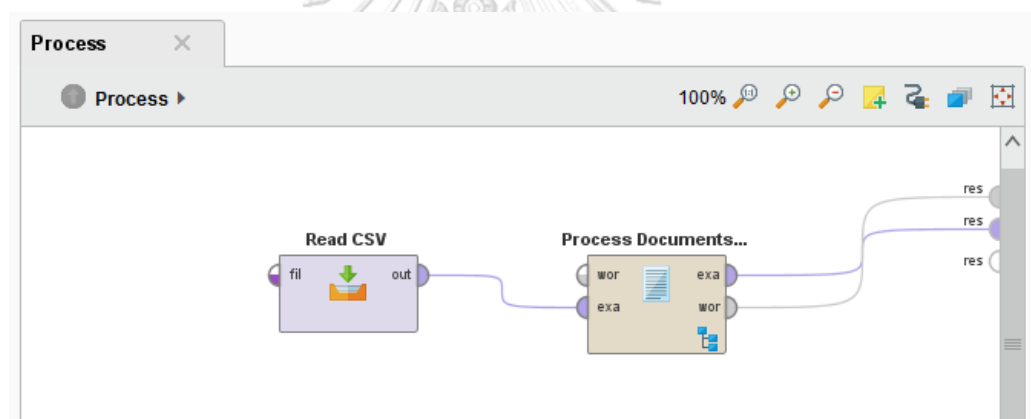 Process
Process
100%
res
res
res
Read CSV
fil
out
Process Documents...
wor
exa
exa
wor